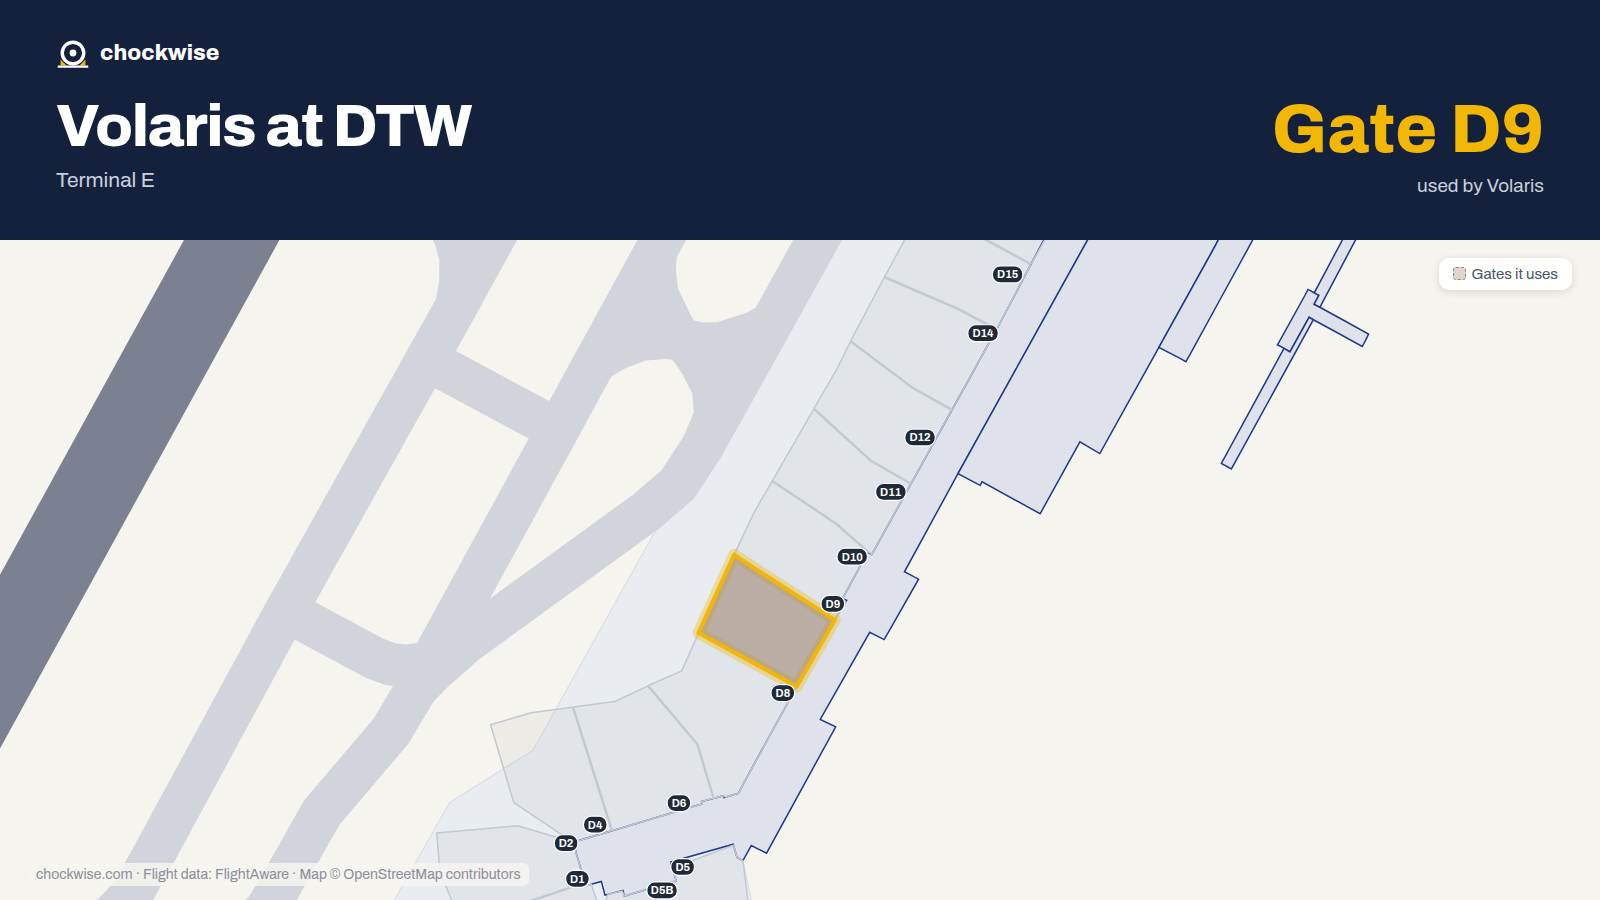 chockwise
Volaris at DTW
Terminal E
Gate D9
used by Volaris
Gates it uses
D15
D14
D12
D11
D10
D9
D8
D6
D4
D2
D5
D1
D5B
chockwise.com · Flight data: FlightAware · Map © OpenStreetMap contributors